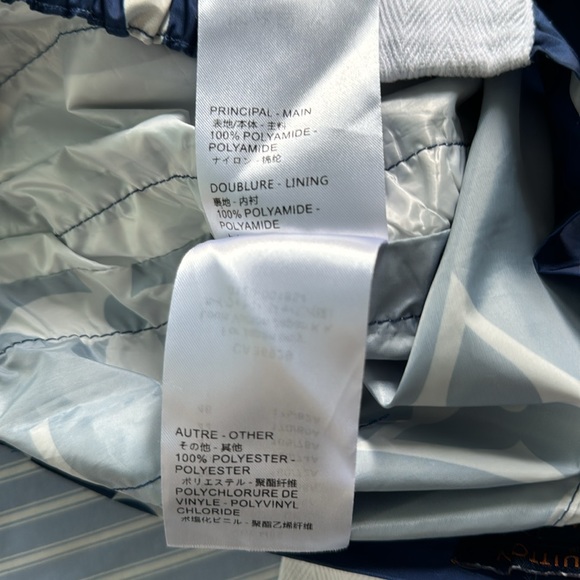 PRINCIPAL - MAIN
表地/本体 - 主料
100% POLYAMIDE -
POLYAMIDE
ナイロン - 棉纶
DOUBLURE - LINING
裏地 - 内衬
100% POLYAMIDE -
POLYAMIDE
AUTRE - OTHER
その他 - 其他
100% POLYESTER -
POLYESTER
ポリエステル - 聚酯纤维
POLYCHLORURE DE
VINYLE - POLYVINYL
CHLORIDE
ポ塩化ビニル - 聚氯乙烯纤维